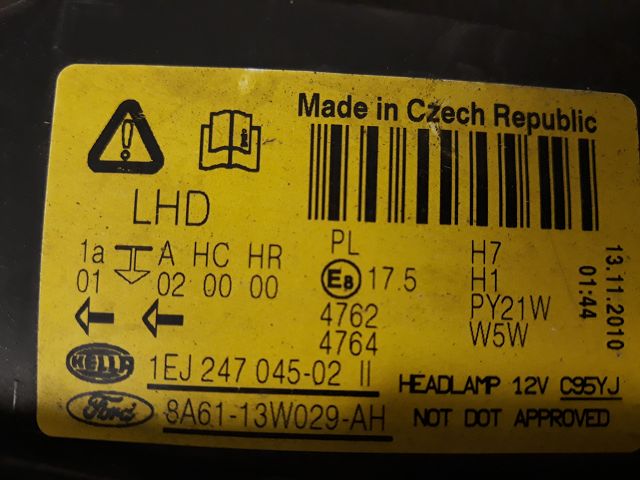 Made in Czech Republic
LHD
1a A HC HR
01 02 00 00
PL
E8 17.5
4762
4764
H7
H1
PY21W
W5W
13.11.2010
01:44
HELLA 1EJ 247 045-02 II
Ford 8A61-13W029-AH
HEADLAMP 12V C95YJ
NOT DOT APPROVED